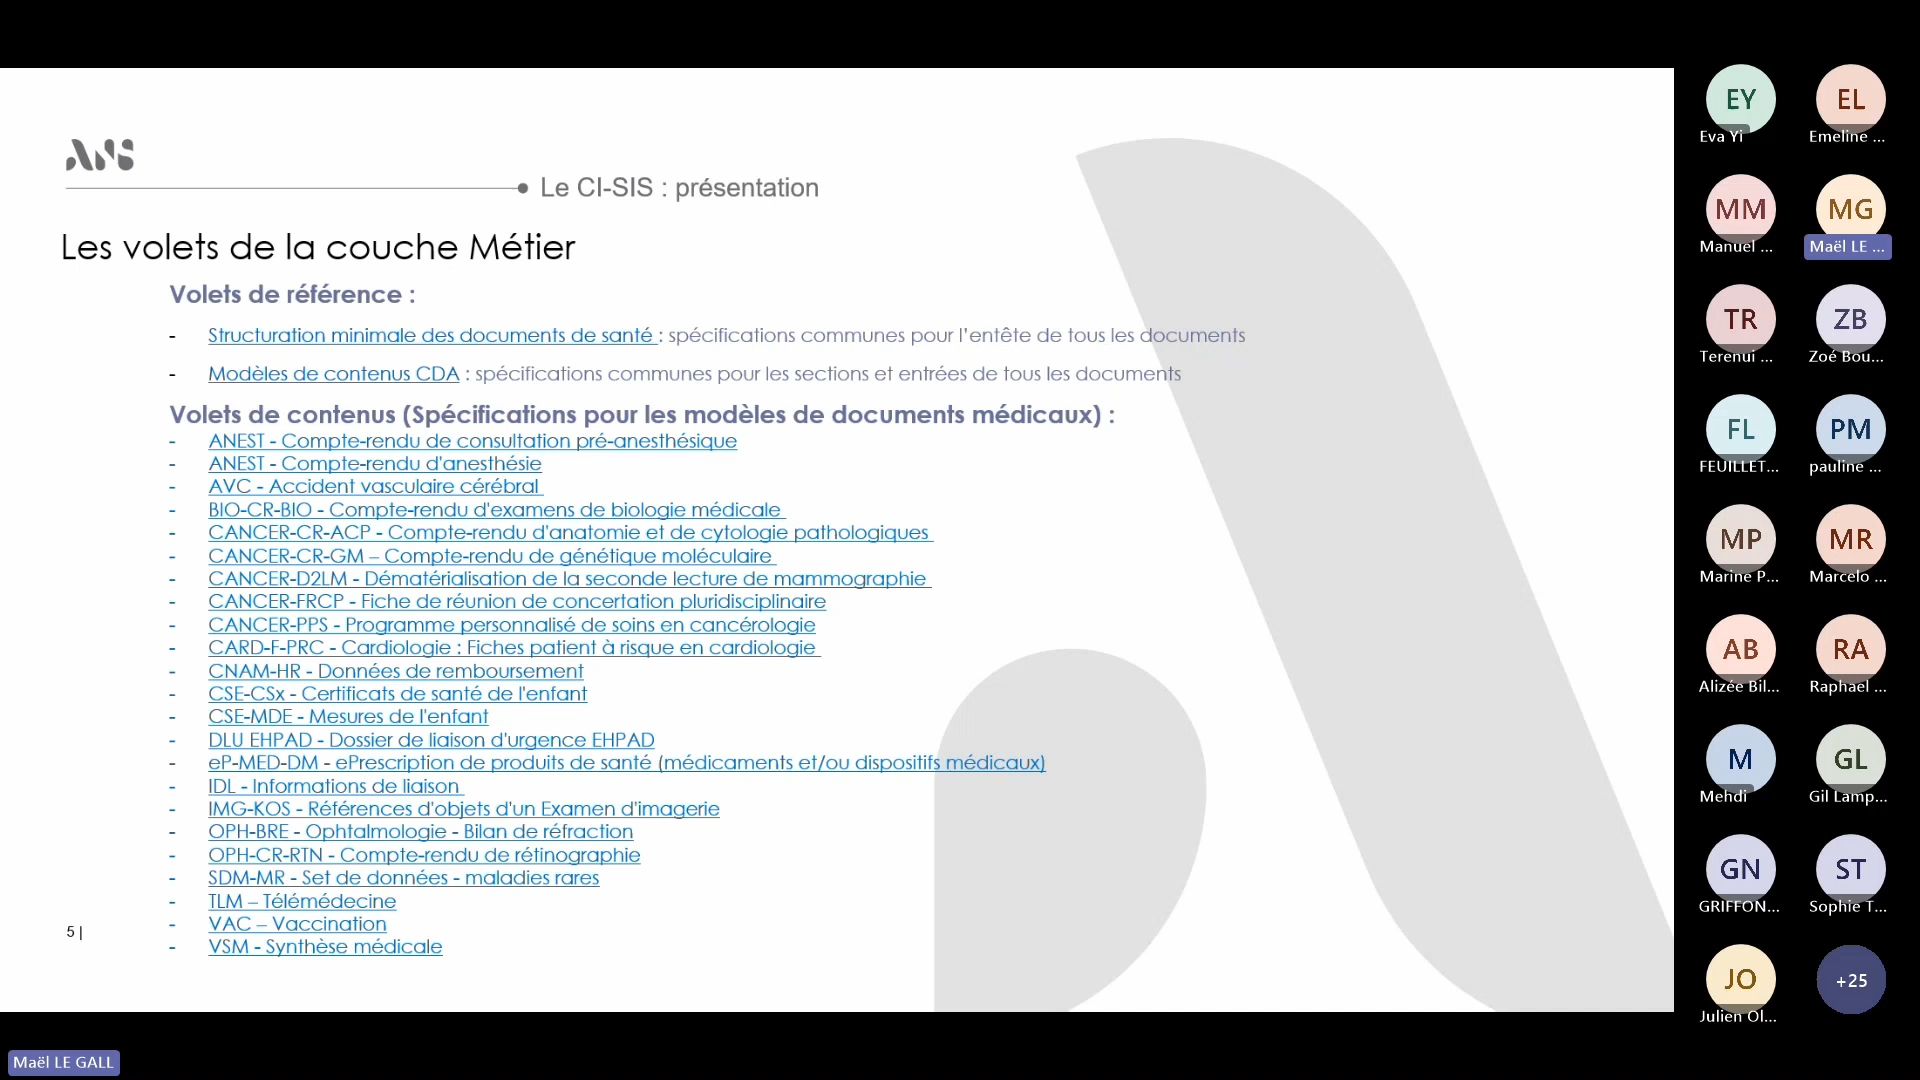 ANS
Le CI-SIS : présentation
Les volets de la couche Métier
Volets de référence :
- Structuration minimale des documents de santé : spécifications communes pour l’entête de tous les documents
- Modèles de contenus CDA : spécifications communes pour les sections et entrées de tous les documents
Volets de contenus (Spécifications pour les modèles de documents médicaux) :
- ANEST - Compte-rendu de consultation pré-anesthésique
- ANEST - Compte-rendu d'anesthésie
- AVC - Accident vasculaire cérébral
- BIO-CR-BIO - Compte-rendu d'examens de biologie médicale
- CANCER-CR-ACP - Compte-rendu d'anatomie et de cytologie pathologiques
- CANCER-CR-GM – Compte-rendu de génétique moléculaire
- CANCER-D2LM - Dématérialisation de la seconde lecture de mammographie
- CANCER-FRCP - Fiche de réunion de concertation pluridisciplinaire
- CANCER-PPS - Programme personnalisé de soins en cancérologie
- CARD-F-PRC - Cardiologie : Fiches patient à risque en cardiologie
- CNAM-HR - Données de remboursement
- CSE-CSx - Certificats de santé de l'enfant
- CSE-MDE - Mesures de l'enfant
- DLU EHPAD - Dossier de liaison d'urgence EHPAD
- eP-MED-DM - ePrescription de produits de santé (médicaments et/ou dispositifs médicaux)
- IDL - Informations de liaison
- IMG-KOS - Références d'objets d'un Examen d'imagerie
- OPH-BRE - Ophtalmologie - Bilan de réfraction
- OPH-CR-RTN - Compte-rendu de rétinographie
- SDM-MR - Set de données - maladies rares
- TLM – Télémédecine
- VAC – Vaccination
- VSM - Synthèse médicale
5 |
EY
Eva Yi
EL
Emeline ...
MM
Manuel ...
MG
Maël LE ...
TR
Terenui ...
ZB
Zoé Bou...
FL
FEUILLET...
PM
pauline ...
MP
Marine P...
MR
Marcelo ...
AB
Alizée Bil...
RA
Raphael ...
M
Mehdi
GL
Gil Lamp...
GN
GRIFFON...
ST
Sophie T...
JO
Julien Ol...
+25
Maël LE GALL